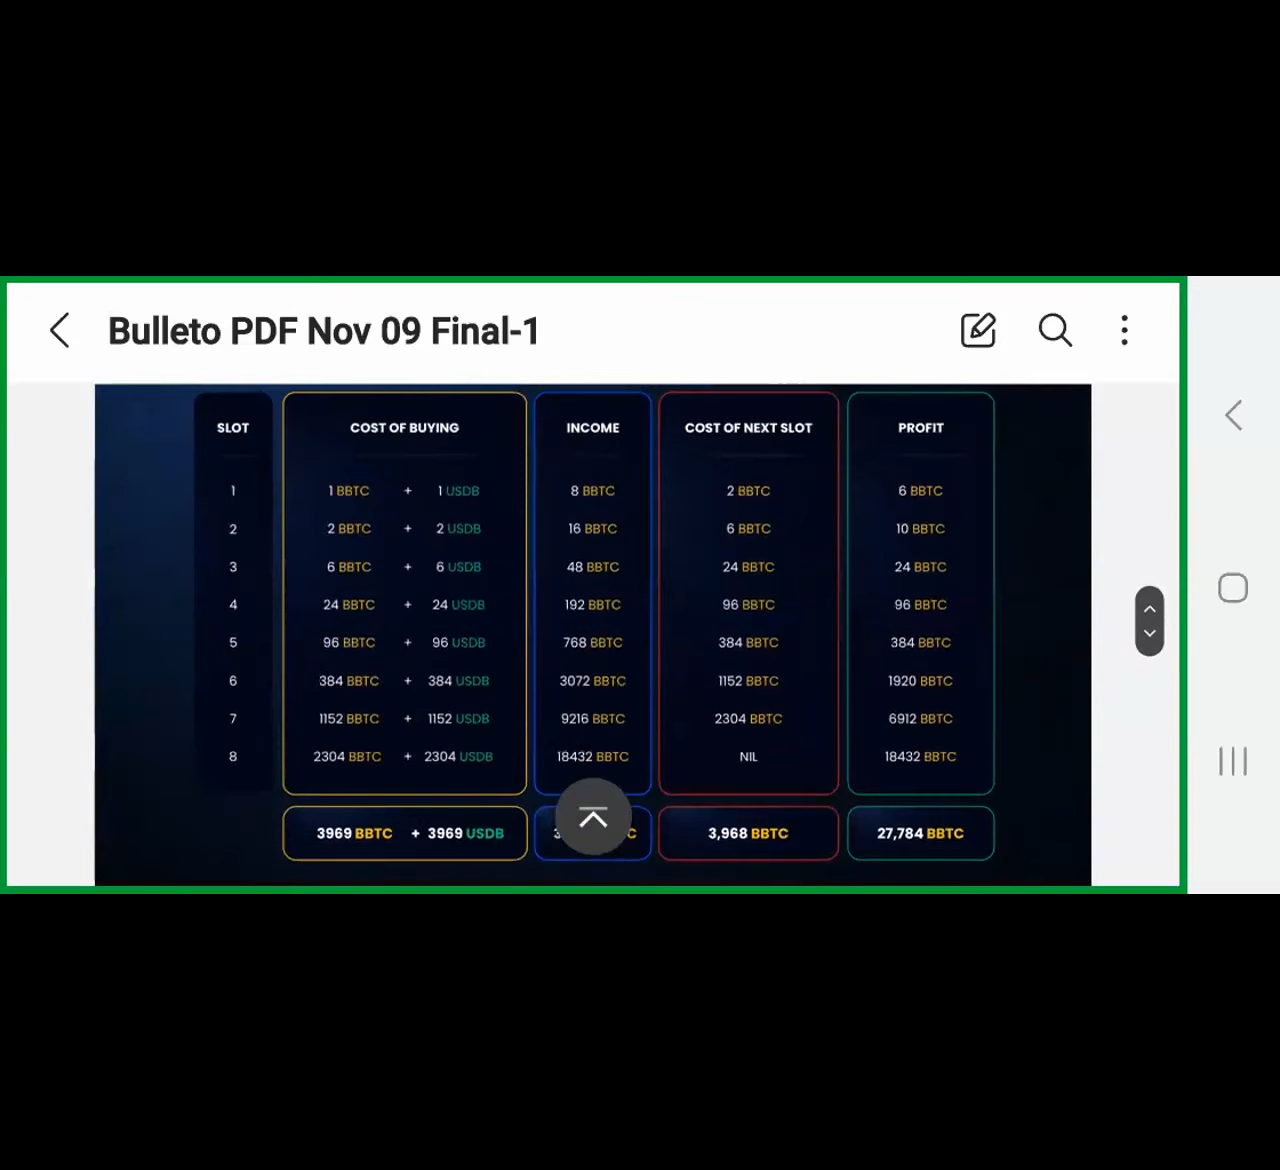 Bulleto PDF Nov 09 Final-1
SLOT COST OF BUYING INCOME COST OF NEXT SLOT PROFIT
1 1 BBTC + 1 USDB 8 BBTC 2 BBTC 6 BBTC
2 2 BBTC + 2 USDB 16 BBTC 6 BBTC 10 BBTC
3 6 BBTC + 6 USDB 48 BBTC 24 BBTC 24 BBTC
4 24 BBTC + 24 USDB 192 BBTC 96 BBTC 96 BBTC
5 96 BBTC + 96 USDB 768 BBTC 384 BBTC 384 BBTC
6 384 BBTC + 384 USDB 3072 BBTC 1152 BBTC 1920 BBTC
7 1152 BBTC + 1152 USDB 9216 BBTC 2304 BBTC 6912 BBTC
8 2304 BBTC + 2304 USDB 18432 BBTC NIL 18432 BBTC
3969 BBTC + 3969 USDB 3,968 BBTC 27,784 BBTC